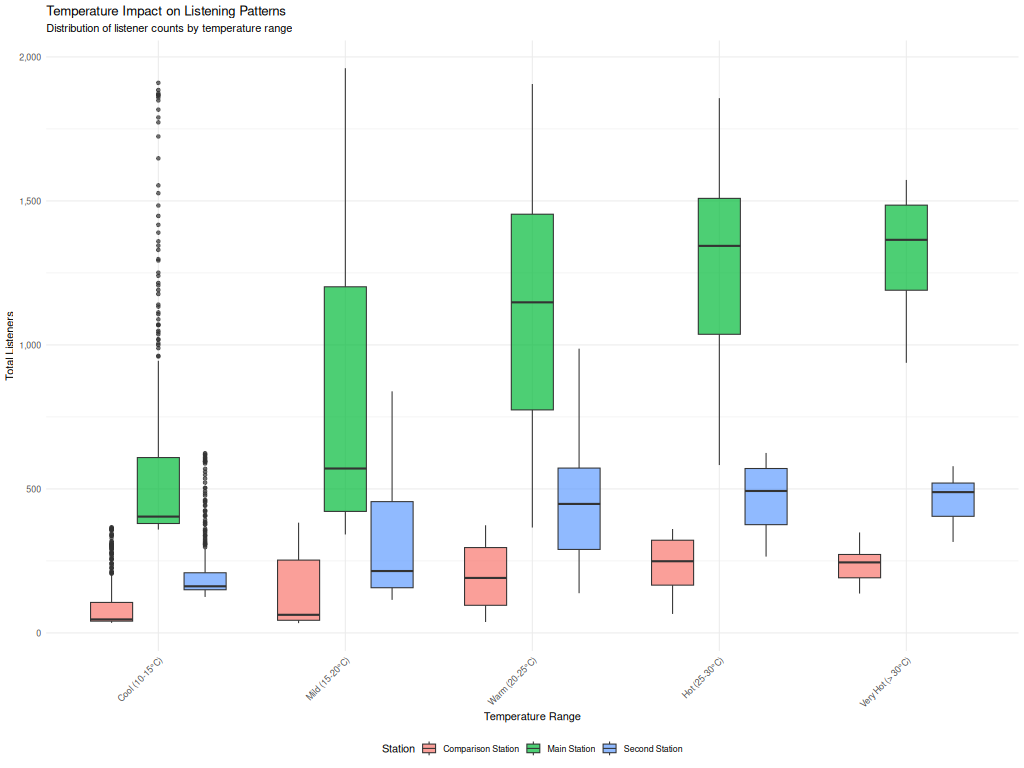 Temperature Impact on Listening Patterns
Distribution of listener counts by temperature range
2,000
1,500
1,000
500
0
Total Listeners
Cool (10-15°C)
Mild (15-20°C)
Warm (20-25°C)
Hot (25-30°C)
Very Hot (> 30°C)
Temperature Range
Station
Comparison Station
Main Station
Second Station